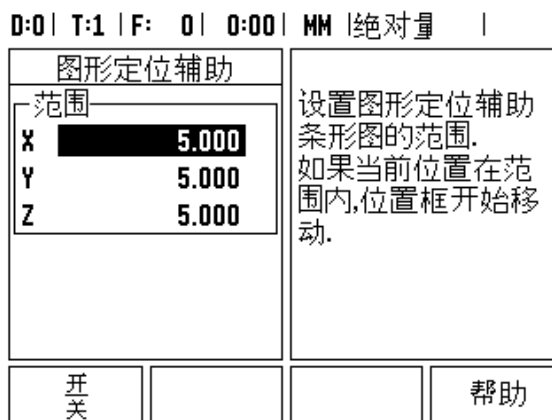 D:0| T:1 | F: 0| 0:00| MM |绝对量 |
图形定位辅助
范围
X 5.000
Y 5.000
Z 5.000
设置图形定位辅助
条形图的范围.
如果当前位置在范
围内,位置框开始移
动.
开
关
帮助